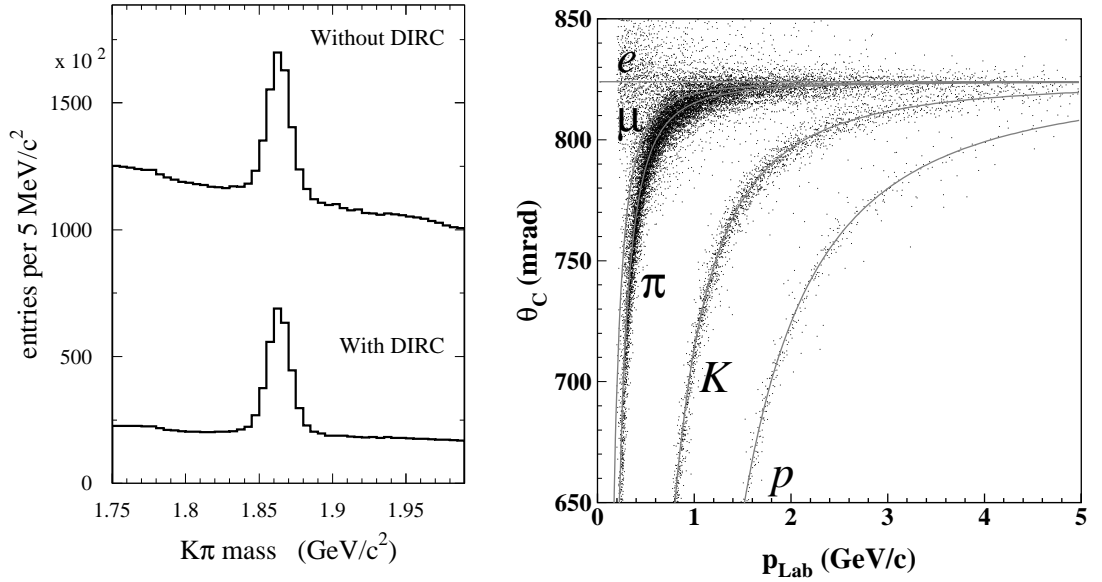 Without DIRC
x 10²
1500
1000
500
0
With DIRC
entries per 5 MeV/c²
1.75 1.8 1.85 1.9 1.95
Kπ mass (GeV/c²)
850
800
750
700
650
θ_C (mrad)
e
μ
π
K
p
0 1 2 3 4 5
p_Lab (GeV/c)